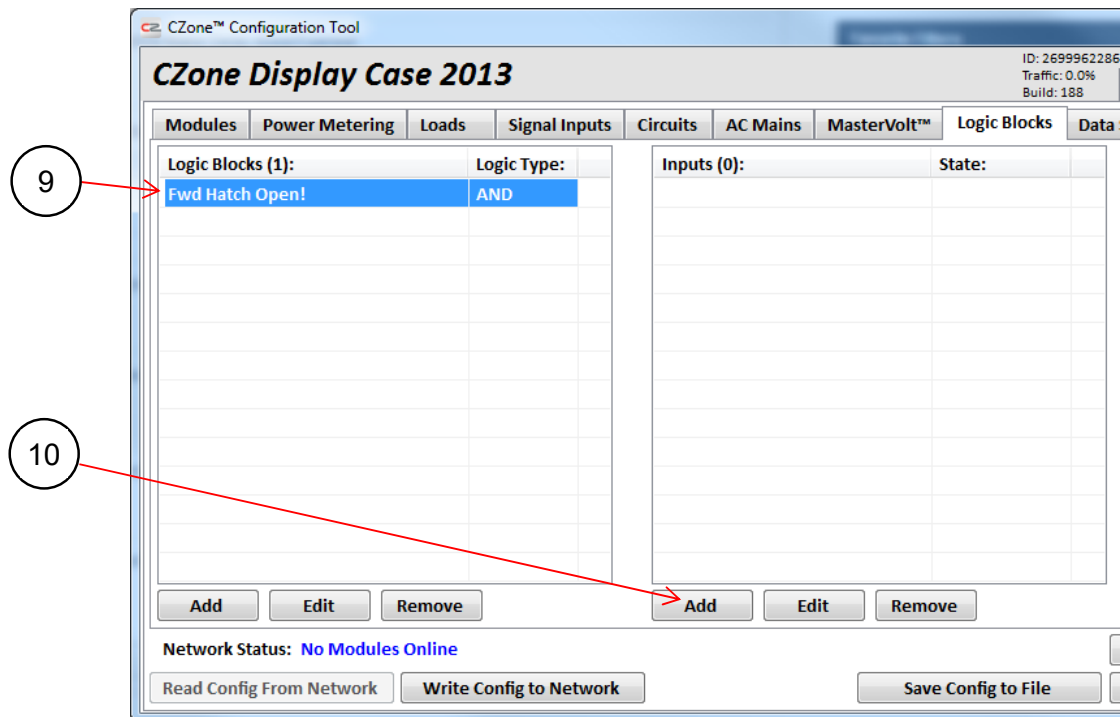 CZone™ Configuration Tool
CZone Display Case 2013
ID: 2699962286
Traffic: 0.0%
Build: 188
Modules Power Metering Loads Signal Inputs Circuits AC Mains MasterVolt™ Logic Blocks Data
Logic Blocks (1): Logic Type: Inputs (0): State:
9
Fwd Hatch Open! AND
10
Add Edit Remove Add Edit Remove
Network Status: No Modules Online
Read Config From Network Write Config to Network Save Config to File